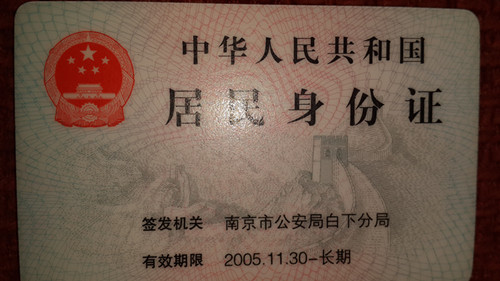 中华人民共和国
居民身份证
签发机关 南京市公安局白下分局
有效期限 2005.11.30-长期